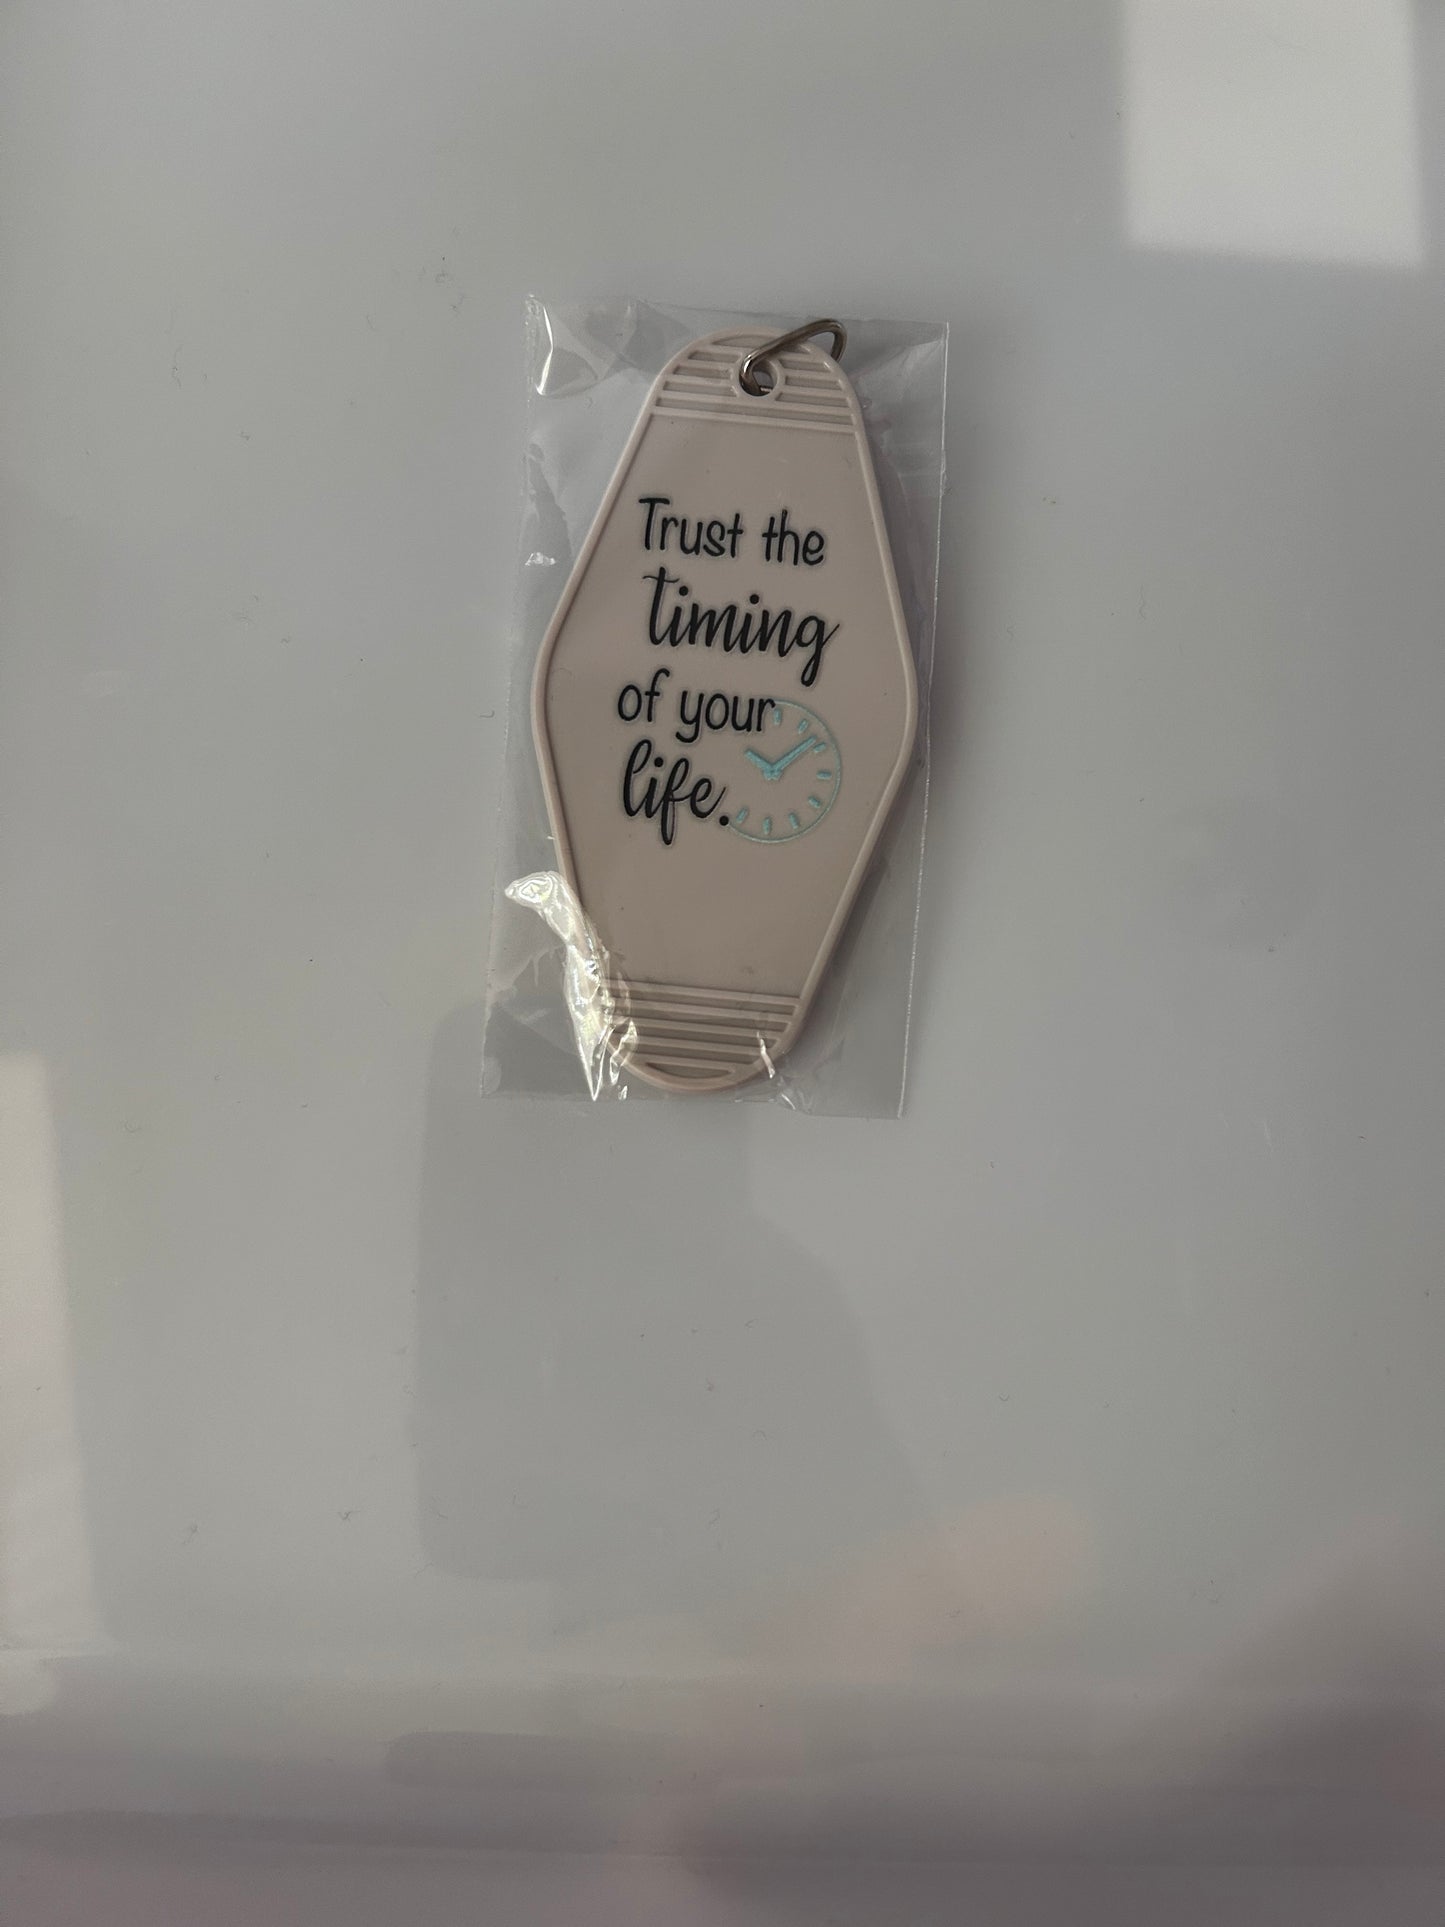 Trust the
timing
of your
life.